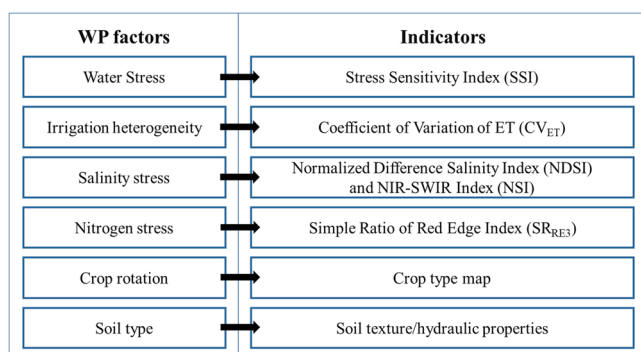 WP factors
Indicators
Water Stress
Stress Sensitivity Index (SSI)
Irrigation heterogeneity
Coefficient of Variation of ET (CVET)
Salinity stress
Normalized Difference Salinity Index (NDSI)
and NIR-SWIR Index (NSI)
Nitrogen stress
Simple Ratio of Red Edge Index (SRRE3)
Crop rotation
Crop type map
Soil type
Soil texture/hydraulic properties